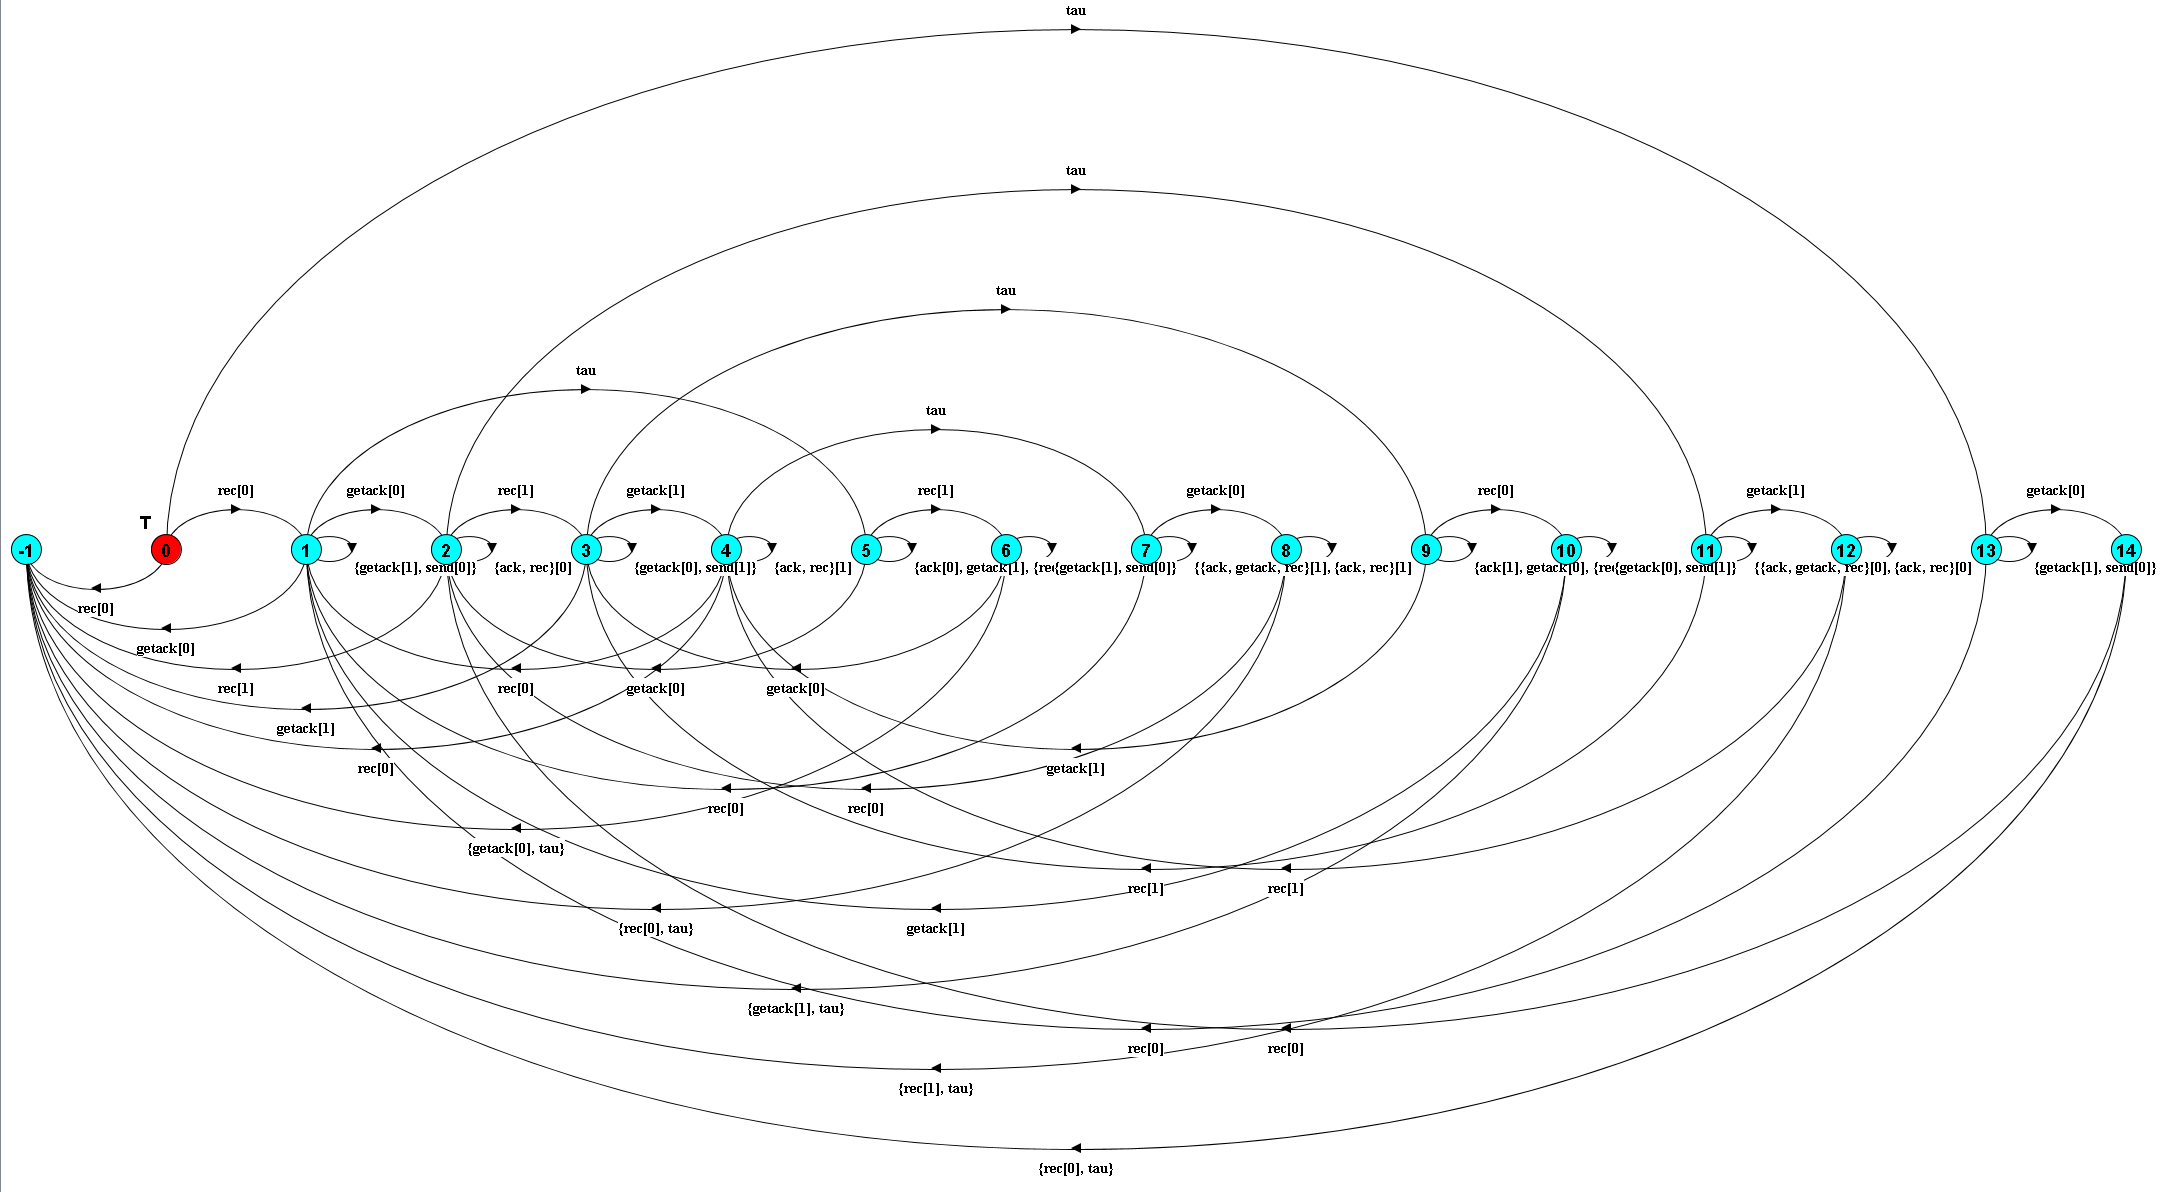 tau
tau
tau
tau
tau
rec[0]
getack[0]
rec[1]
getack[1]
rec[1]
getack[0]
rec[0]
getack[1]
getack[0]
T
-1
0
1
2
3
4
5
6
7
8
9
10
11
12
13
14
{getack[1], send[0]}
{ack, rec}[0]
{getack[0], send[1]}
{ack, rec}[1]
{ack[0], getack[1], {re
{getack[1], send[0]}
{{ack, getack, rec}[1], {ack, rec}[1]
{ack[1], getack[0], {re
{getack[0], send[1]}
{{ack, getack, rec}[0], {ack, rec}[0]
{getack[1], send[0]}
rec[0]
getack[0]
rec[1]
rec[0]
getack[0]
getack[0]
getack[1]
rec[0]
getack[1]
rec[0]
rec[0]
{getack[0], tau}
rec[1]
rec[1]
{rec[0], tau}
getack[1]
{getack[1], tau}
rec[0]
rec[0]
{rec[1], tau}
{rec[0], tau}